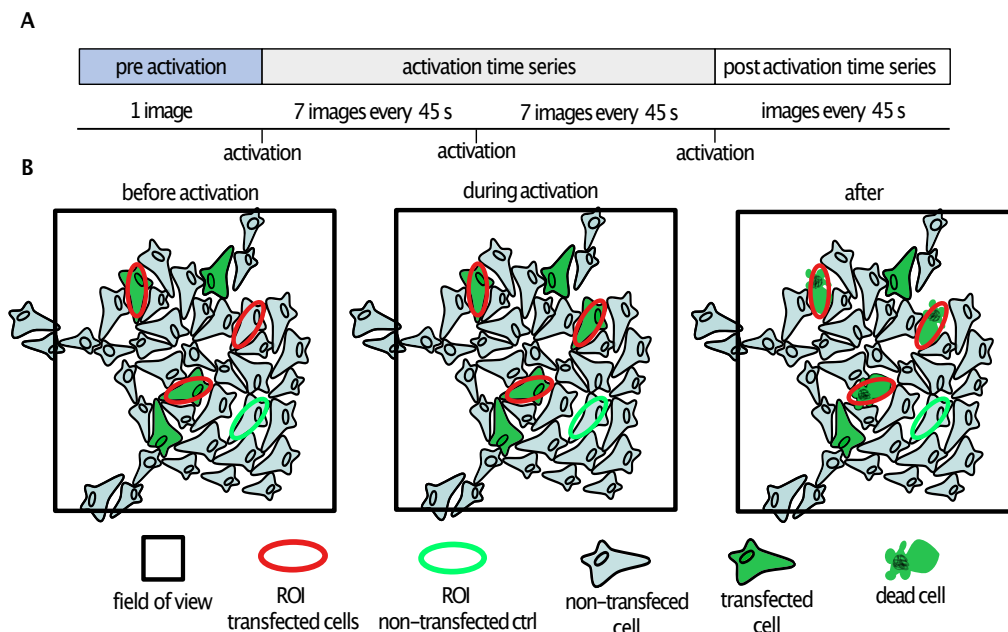 A
pre activation
activation time series
post activation time series
1 image
7 images every 45 s
7 images every 45 s
images every 45 s
activation
activation
activation
B
before activation
during activation
after
field of view
ROI
transfected cells
ROI
non-transfected ctrl
non-transfeced
cell
transfected
cell
dead cell